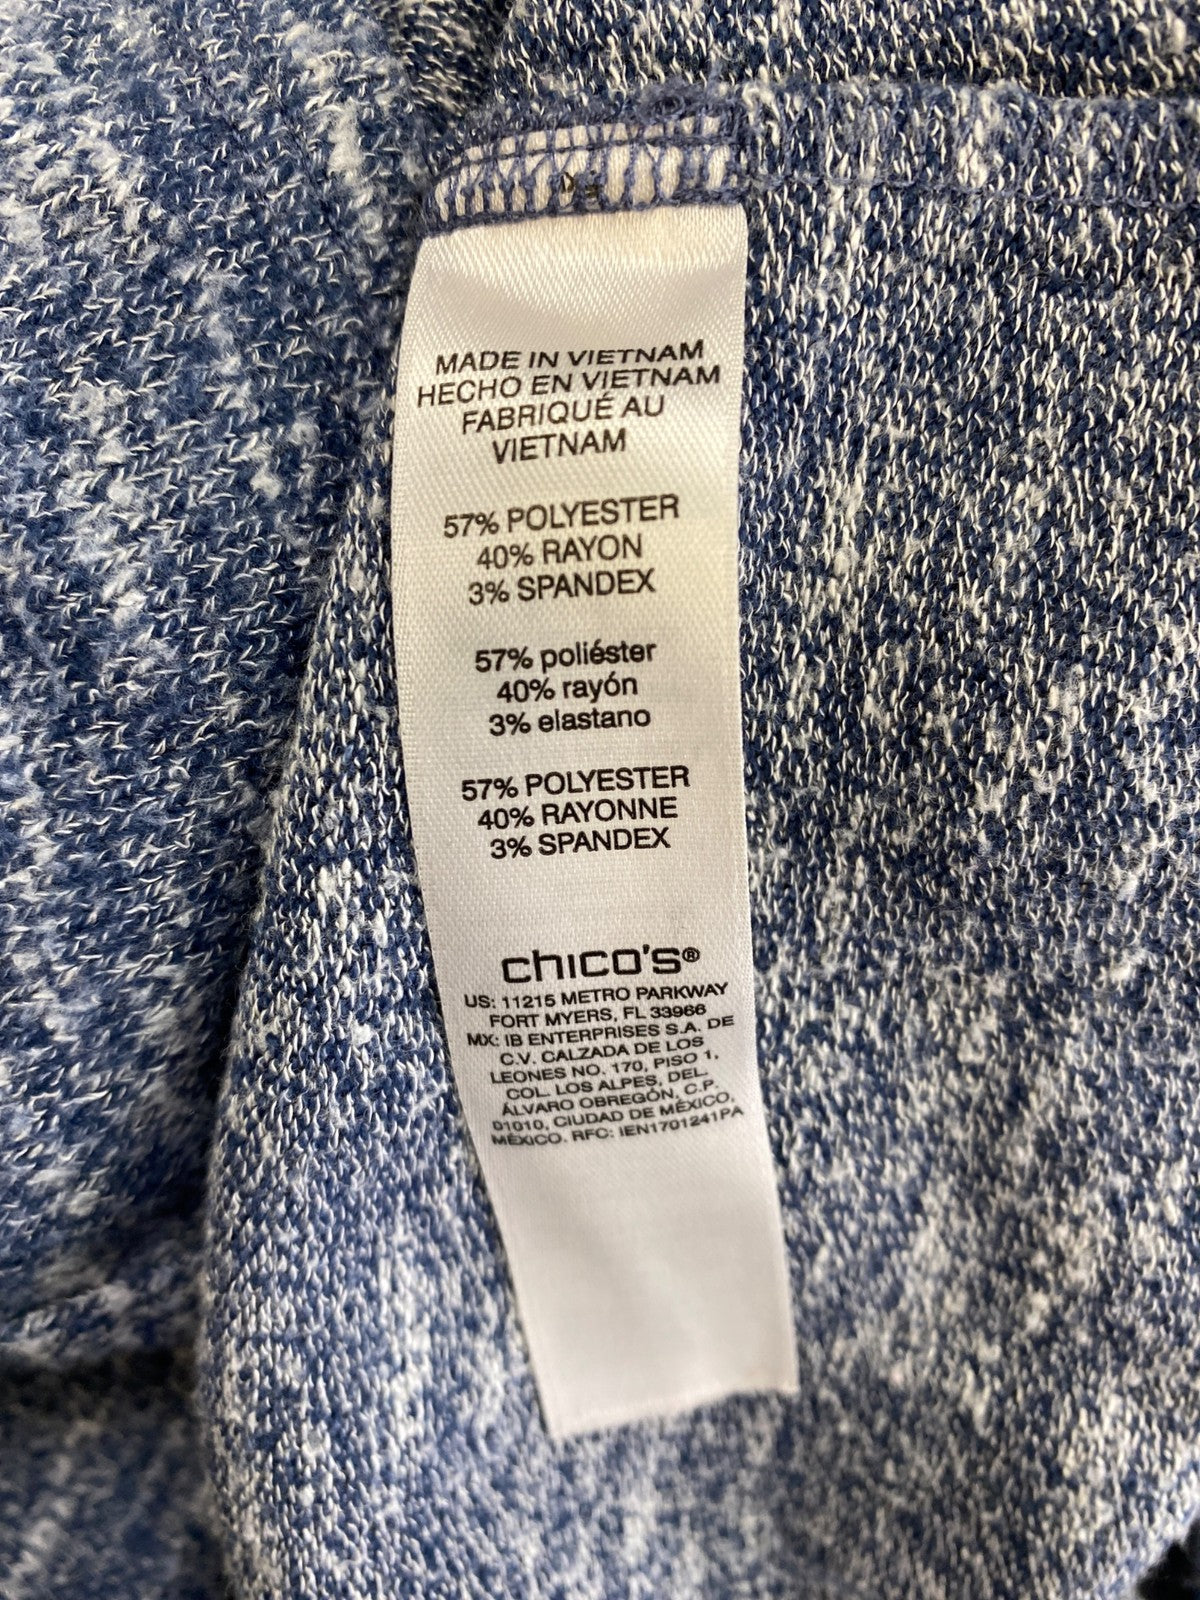 MADE IN VIETNAM
HECHO EN VIETNAM
FABRIQUÉ AU
VIETNAM
57% POLYESTER
40% RAYON
3% SPANDEX
57% poliéster
40% rayón
3% elastano
57% POLYESTER
40% RAYONNE
3% SPANDEX
chico's®
US: 11215 METRO PARKWAY
FORT MYERS, FL 33966
MX: IB ENTERPRISES S.A. DE
C.V. CALZADA DE LOS
LEONES NO. 170, PISO 1,
COL. LOS ALPES, DEL.
ÁLVARO OBREGÓN, C.P.
01010, CIUDAD DE MÉXICO,
MÉXICO. RFC: IEN1701241PA